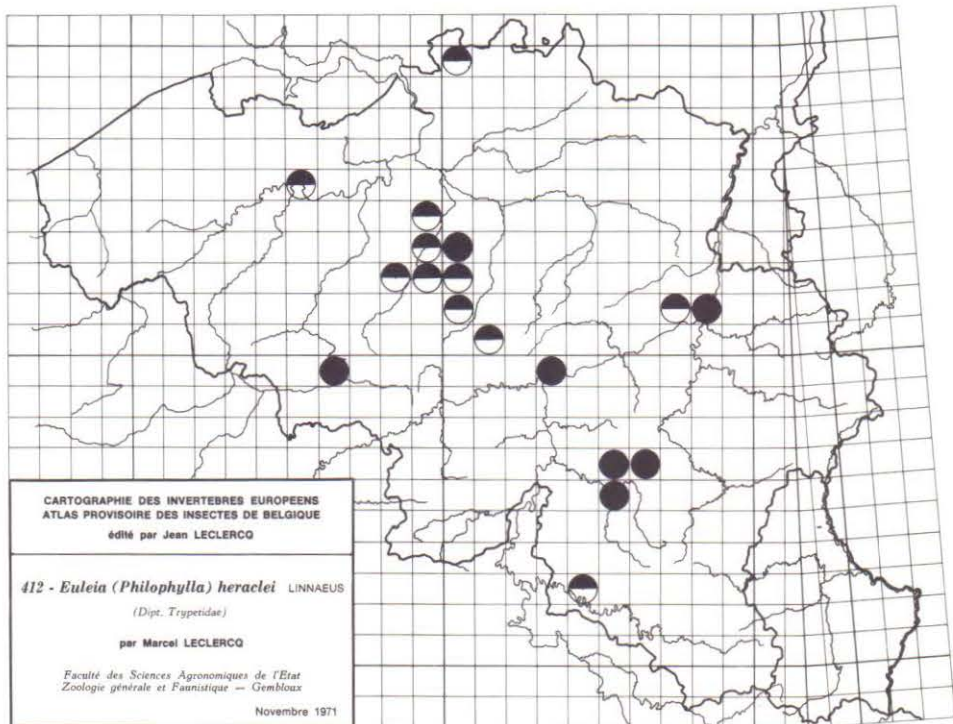 CARTOGRAPHIE DES INVERTEBRES EUROPEENS
ATLAS PROVISOIRE DES INSECTES DE BELGIQUE
édité par Jean LECLERCQ
412 - Euleia (Philophylla) heraclei LINNAEUS
(Dipt. Trypetidae)
par Marcel LECLERCQ
Faculté des Sciences Agronomiques de l'Etat
Zoologie générale et Faunistique — Gembloux
Novembre 1971